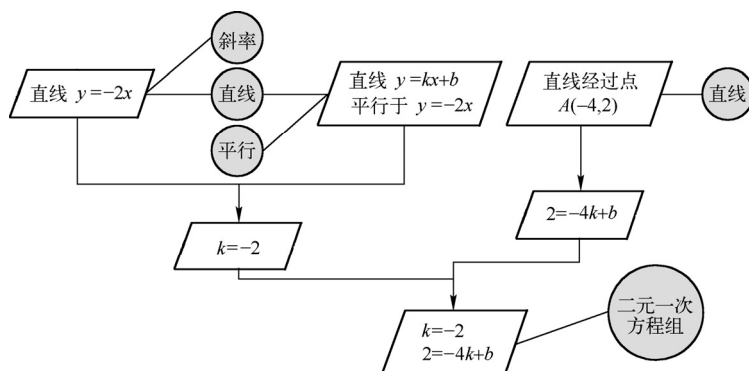 斜率
直线 y=−2x
直线
平行
直线 y=kx+b
平行于 y=−2x
直线经过点
A(−4,2)
直线
k=−2
2=−4k+b
k=−2
2=−4k+b
二元一次
方程组